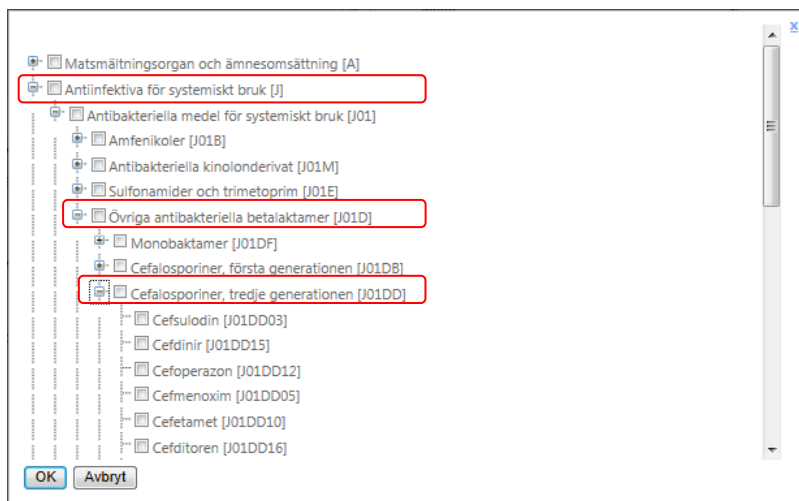 x
Matsmältningsorgan och ämnesomsättning [A]
Antiinfektiva för systemiskt bruk [J]
Antibakteriella medel för systemiskt bruk [J01]
Amfenikoler [J01B]
Antibakteriella kinolonderivat [J01M]
Sulfonamider och trimetoprim [J01E]
Övriga antibakteriella betalaktamer [J01D]
Monobaktamer [J01DF]
Cefalosporiner, första generationen [J01DB]
Cefalosporiner, tredje generationen [J01DD]
Cefsulodin [J01DD03]
Cefdinir [J01DD15]
Cefoperazon [J01DD12]
Cefmenoxim [J01DD05]
Cefetamet [J01DD10]
Cefditoren [J01DD16]
OK Avbryt